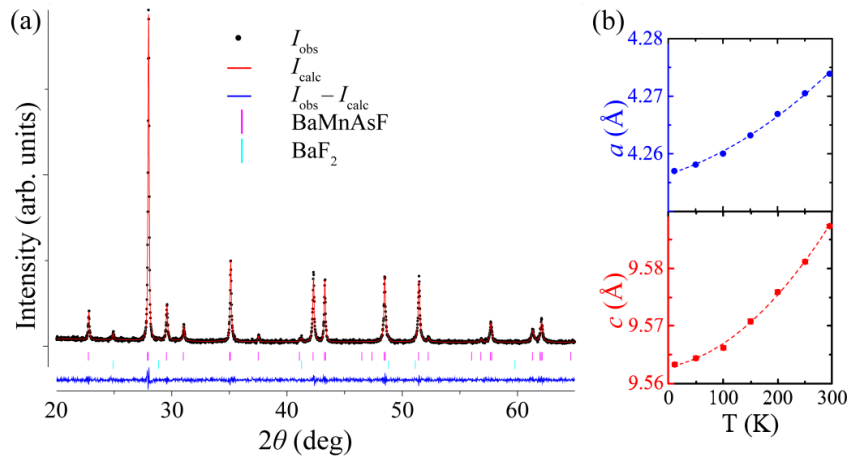 (a)
I_obs
I_calc
I_obs – I_calc
BaMnAsF
BaF₂
Intensity (arb. units)
20 30 40 50 60
2θ (deg)
(b)
4.28
4.27
4.26
a (Å)
9.58
9.57
9.56
c (Å)
0 100 200 300
T (K)